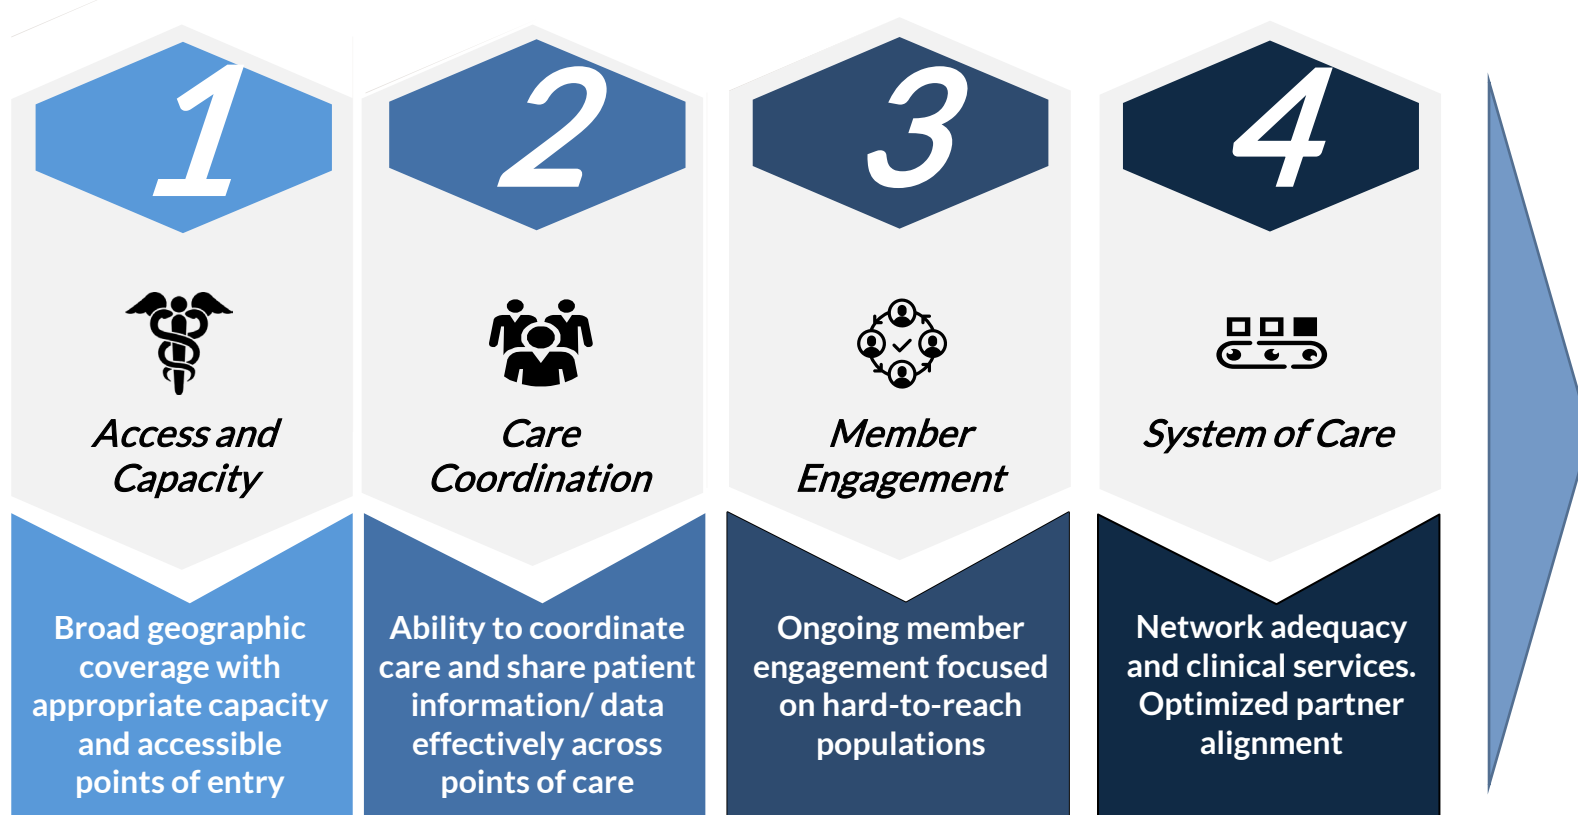 1
Access and
Capacity
Broad geographic
coverage with
appropriate capacity
and accessible
points of entry
2
Care
Coordination
Ability to coordinate
care and share patient
information/ data
effectively across
points of care
3
Member
Engagement
Ongoing member
engagement focused
on hard-to-reach
populations
4
System of Care
Network adequacy
and clinical services.
Optimized partner
alignment